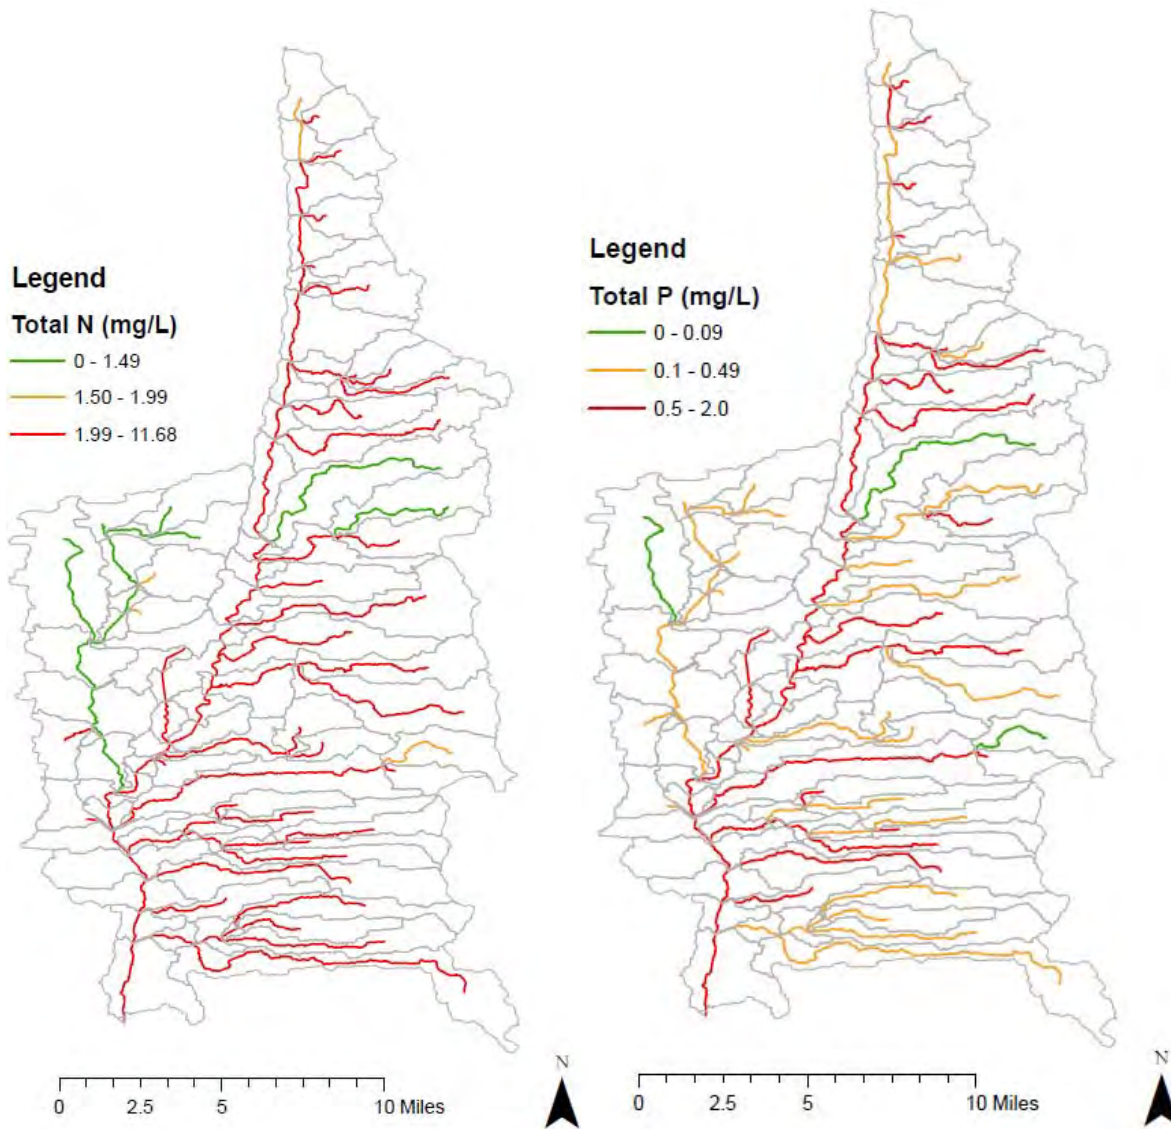 Legend
Total N (mg/L)
0 - 1.49
1.50 - 1.99
1.99 - 11.68
0 2.5 5 10 Miles
N
Legend
Total P (mg/L)
0 - 0.09
0.1 - 0.49
0.5 - 2.0
0 2.5 5 10 Miles
N